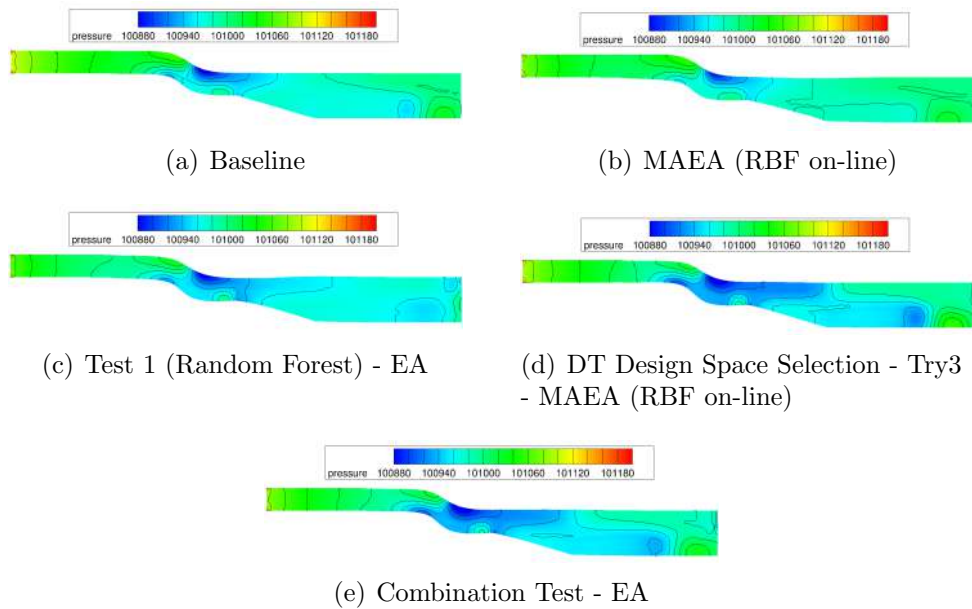 pressure 100880 100940 101000 101060 101120 101180
pressure 100880 100940 101000 101060 101120 101180
(a) Baseline
(b) MAEA (RBF on-line)
pressure 100880 100940 101000 101060 101120 101180
pressure 100880 100940 101000 101060 101120 101180
(c) Test 1 (Random Forest) - EA
(d) DT Design Space Selection - Try3
- MAEA (RBF on-line)
pressure 100880 100940 101000 101060 101120 101180
(e) Combination Test - EA